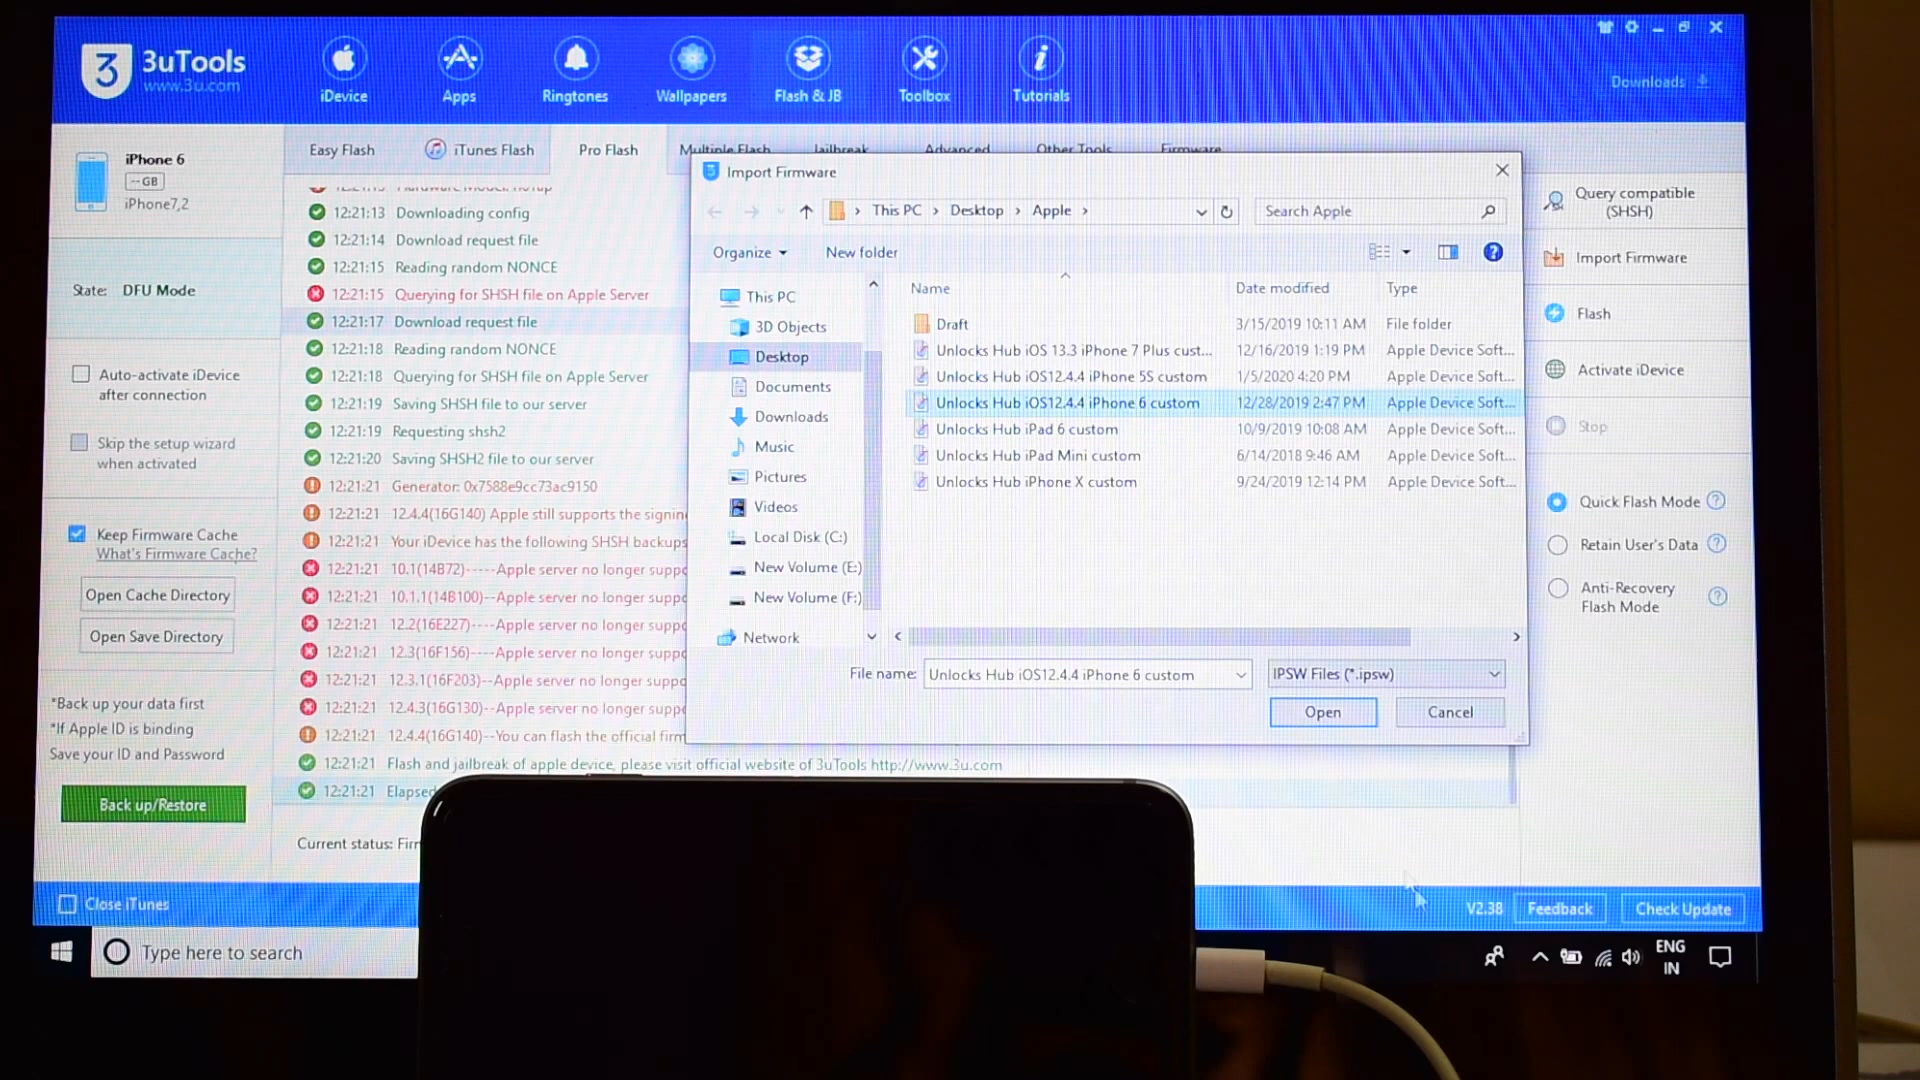 3uTools
www.3u.com
iDevice
Apps
Ringtones
Wallpapers
Flash & JB
Toolbox
Tutorials
Downloads
iPhone 6
--GB
iPhone7,2
State: DFU Mode
Auto-activate iDevice
after connection
Skip the setup wizard
when activated
Keep Firmware Cache
What's Firmware Cache?
Open Cache Directory
Open Save Directory
*Back up your data first
*If Apple ID is binding
Save your ID and Password
Back up/Restore
Easy Flash
iTunes Flash
Pro Flash
Multiple Flash
Jailbreak
Advanced
Other Tools
Firmware
12:21:13 Downloading config
12:21:14 Download request file
12:21:15 Reading random NONCE
12:21:15 Querying for SHSH file on Apple Server
12:21:17 Download request file
12:21:18 Reading random NONCE
12:21:18 Querying for SHSH file on Apple Server
12:21:19 Saving SHSH file to our server
12:21:19 Requesting shsh2
12:21:20 Saving SHSH2 file to our server
12:21:21 Generator: 0x7588e9cc73ac9150
12:21:21 12.4.4(16G140) Apple still supports the signin
12:21:21 Your iDevice has the following SHSH backups
12:21:21 10.1(14B72)-----Apple server no longer suppo
12:21:21 10.1.1(14B100)--Apple server no longer suppo
12:21:21 12.2(16E227)----Apple server no longer suppo
12:21:21 12.3(16F156)----Apple server no longer suppo
12:21:21 12.3.1(16F203)--Apple server no longer suppo
12:21:21 12.4.3(16G130)--Apple server no longer suppo
12:21:21 12.4.4(16G140)--You can flash the official firm
12:21:21 Flash and jailbreak of apple device, please visit official website of 3uTools http://www.3u.com
12:21:21 Elapsed
Current status: Firm
Import Firmware
This PC > Desktop > Apple >
Search Apple
Organize
New folder
This PC
3D Objects
Desktop
Documents
Downloads
Music
Pictures
Videos
Local Disk (C:)
New Volume (E:)
New Volume (F:)
Network
Name Date modified Type
Draft 3/15/2019 10:11 AM File folder
Unlocks Hub iOS 13.3 iPhone 7 Plus cust... 12/16/2019 1:19 PM Apple Device Soft...
Unlocks Hub iOS12.4.4 iPhone 5S custom 1/5/2020 4:20 PM Apple Device Soft...
Unlocks Hub iOS12.4.4 iPhone 6 custom 12/28/2019 2:47 PM Apple Device Soft...
Unlocks Hub iPad 6 custom 10/9/2019 10:08 AM Apple Device Soft...
Unlocks Hub iPad Mini custom 6/14/2018 9:46 AM Apple Device Soft...
Unlocks Hub iPhone X custom 9/24/2019 12:14 PM Apple Device Soft...
File name: Unlocks Hub iOS12.4.4 iPhone 6 custom
IPSW Files (*.ipsw)
Open
Cancel
Query compatible
(SHSH)
Import Firmware
Flash
Activate iDevice
Stop
Quick Flash Mode
Retain User's Data
Anti-Recovery
Flash Mode
Close iTunes
V2.38
Feedback
Check Update
Type here to search
ENG
IN